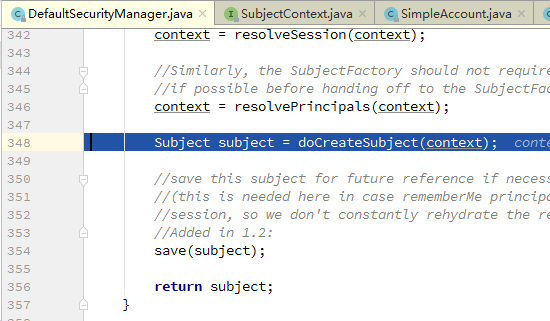 DefaultSecurityManager.java × SubjectContext.java × SimpleAccount.java ×
342 context = resolveSession(context);
343
344 //Similarly, the SubjectFactory should not require
345 //if possible before handing off to the SubjectFac
346 context = resolvePrincipals(context);
347
348 Subject subject = doCreateSubject(context); conte
349
350 //save this subject for future reference if necess
351 //(this is needed here in case rememberMe principa
352 //session, so we don't constantly rehydrate the re
353 //Added in 1.2:
354 save(subject);
355
356 return subject;
357 }